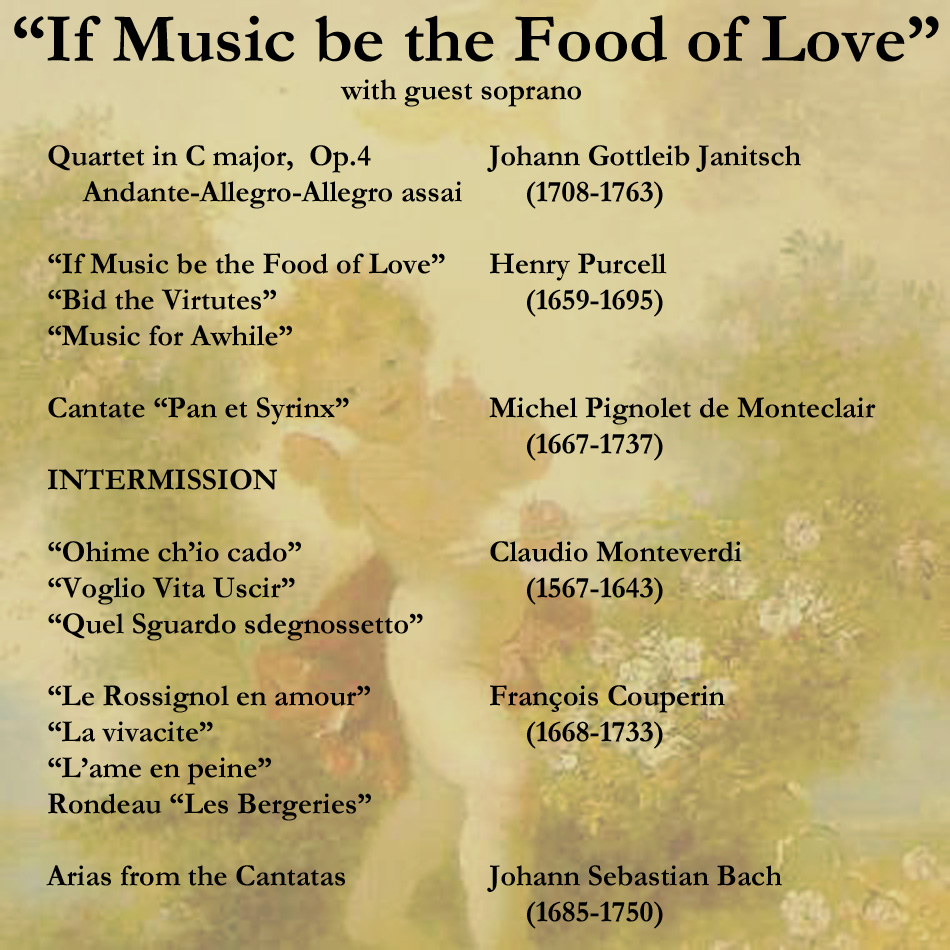 “If Music be the Food of Love”
with guest soprano
Quartet in C major,  Op.4 Johann Gottleib Janitsch
Andante-Allegro-Allegro assai (1708-1763)
“If Music be the Food of Love” Henry Purcell
“Bid the Virtutes” (1659-1695)
“Music for Awhile”
Cantate “Pan et Syrinx” Michel Pignolet de Monteclair
(1667-1737)
INTERMISSION
“Ohime ch’io cado” Claudio Monteverdi
“Voglio Vita Uscir” (1567-1643)
“Quel Sguardo sdegnossetto”
“Le Rossignol en amour” François Couperin
“La vivacite” (1668-1733)
“L’ame en peine”
Rondeau “Les Bergeries”
Arias from the Cantatas Johann Sebastian Bach
(1685-1750)